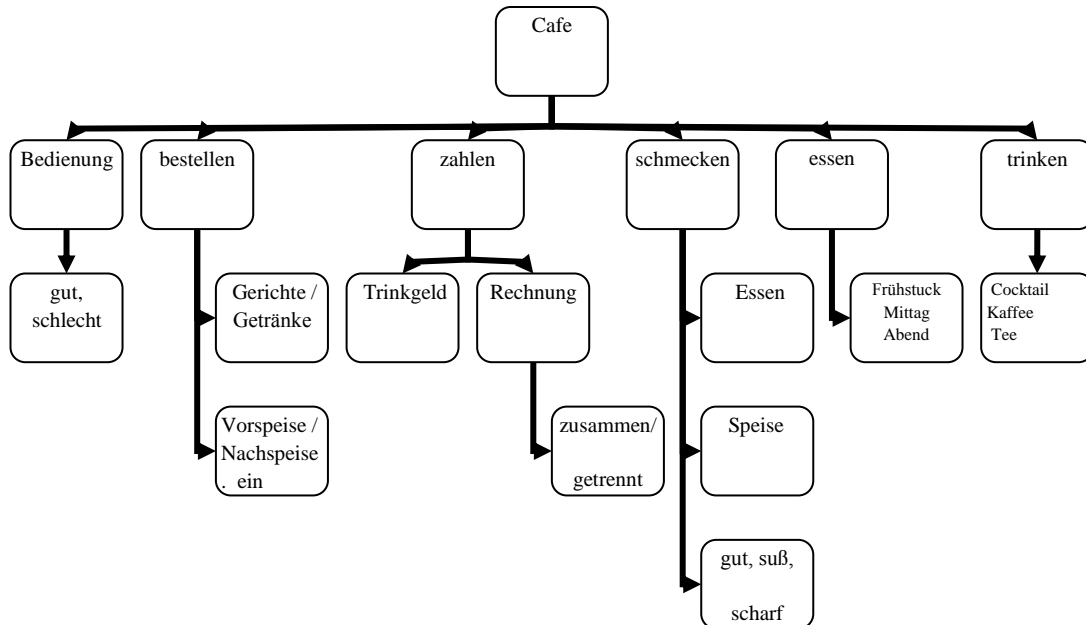 Cafe
Bedienung
bestellen
zahlen
schmecken
essen
trinken
gut,
schlecht
Gerichte /
Getränke
Trinkgeld
Rechnung
Essen
Frühstuck
Mittag
Abend
Cocktail
Kaffee
Tee
Vorspeise /
Nachspeise
. ein
zusammen/
getrennt
Speise
gut, suß,
scharf